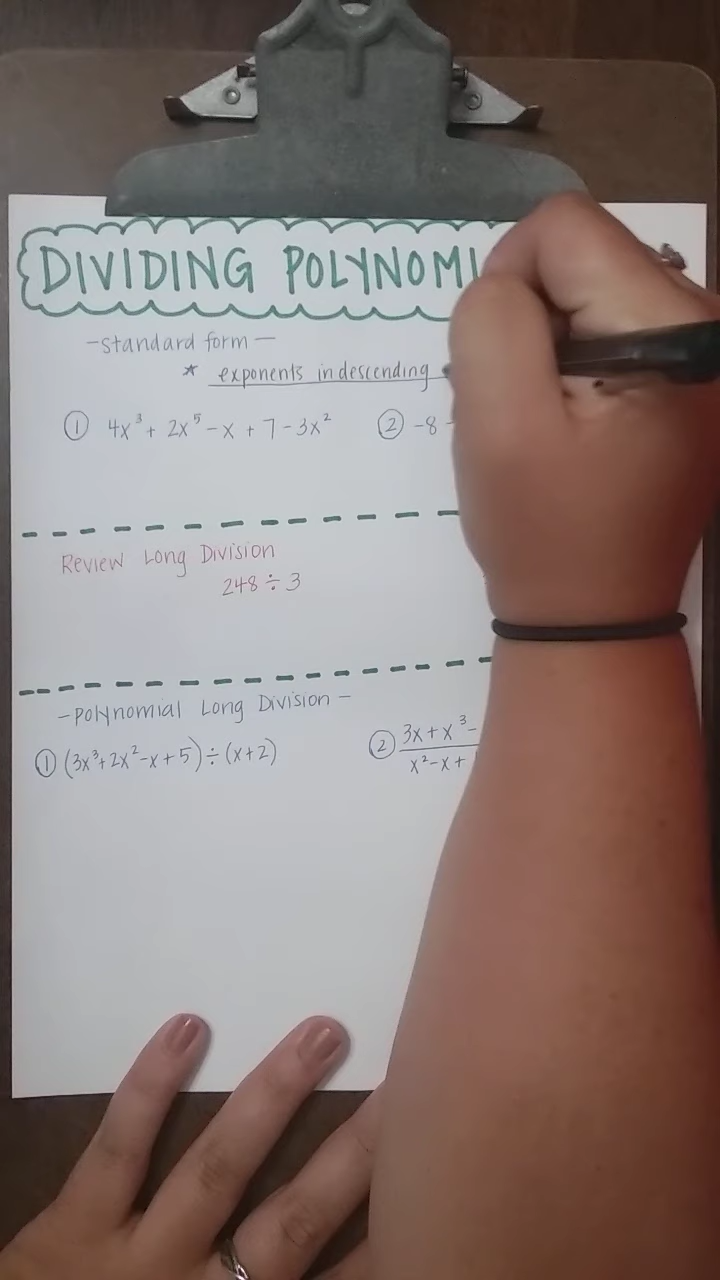 DIVIDING POLYNOMI
- standard form -
* exponents in descending
① 4x³ + 2x⁵ - x + 7 - 3x² ② -8
Review Long Division
248 ÷ 3
- Polynomial Long Division -
① (3x³+2x²-x+5) ÷ (x+2) ② 3x + x³ -
x² - x +